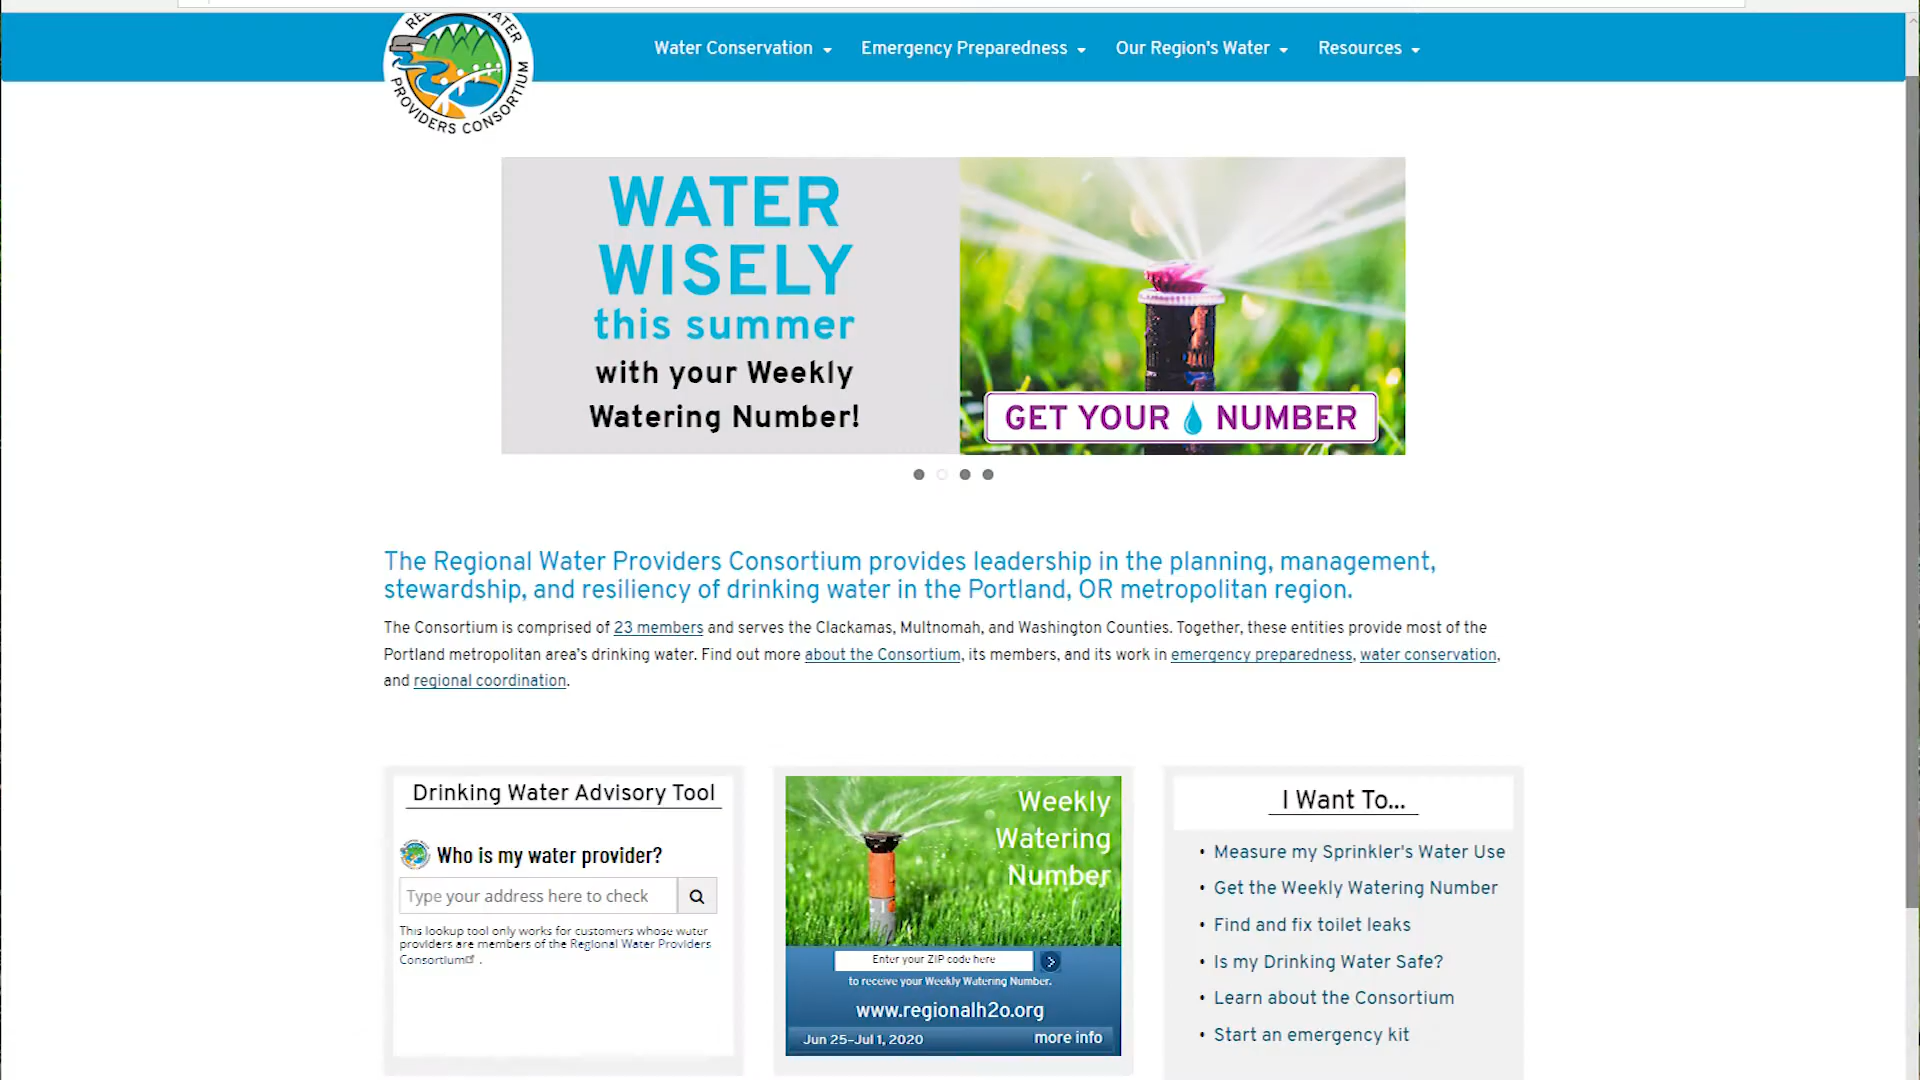 Water Conservation Emergency Preparedness Our Region's Water Resources
PROVIDERS CONSORTIUM
WATER
WISELY
this summer
with your Weekly
Watering Number!
GET YOUR NUMBER
The Regional Water Providers Consortium provides leadership in the planning, management,
stewardship, and resiliency of drinking water in the Portland, OR metropolitan region.
The Consortium is comprised of 23 members and serves the Clackamas, Multnomah, and Washington Counties. Together, these entities provide most of the
Portland metropolitan area's drinking water. Find out more about the Consortium, its members, and its work in emergency preparedness, water conservation,
and regional coordination.
Drinking Water Advisory Tool
Who is my water provider?
Type your address here to check
This lookup tool only works for customers whose water
providers are members of the Regional Water Providers
Consortium .
Weekly
Watering
Number
Enter your ZIP code here
to receive your Weekly Watering Number.
www.regionalh2o.org
Jun 25–Jul 1, 2020 more info
I Want To...
• Measure my Sprinkler's Water Use
• Get the Weekly Watering Number
• Find and fix toilet leaks
• Is my Drinking Water Safe?
• Learn about the Consortium
• Start an emergency kit